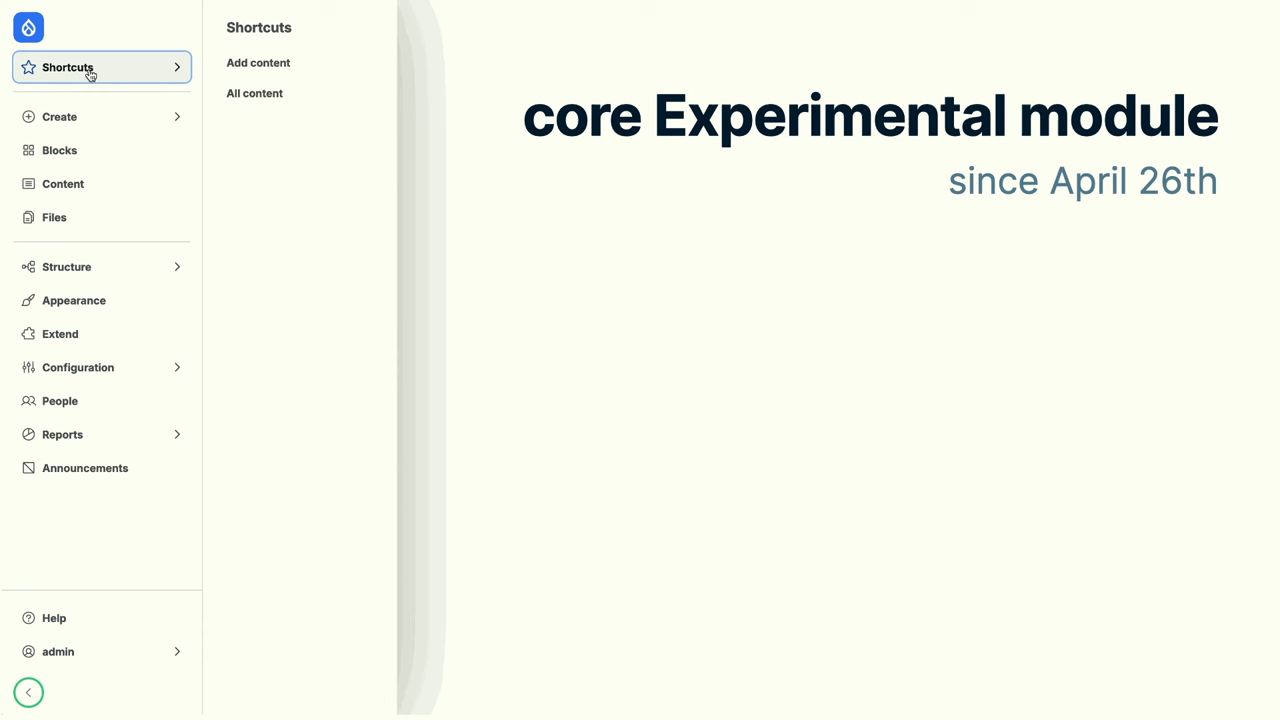 Shortcuts
Create
Blocks
Content
Files
Structure
Appearance
Extend
Configuration
People
Reports
Announcements
Help
admin
Shortcuts
Add content
All content
core Experimental module
since April 26th